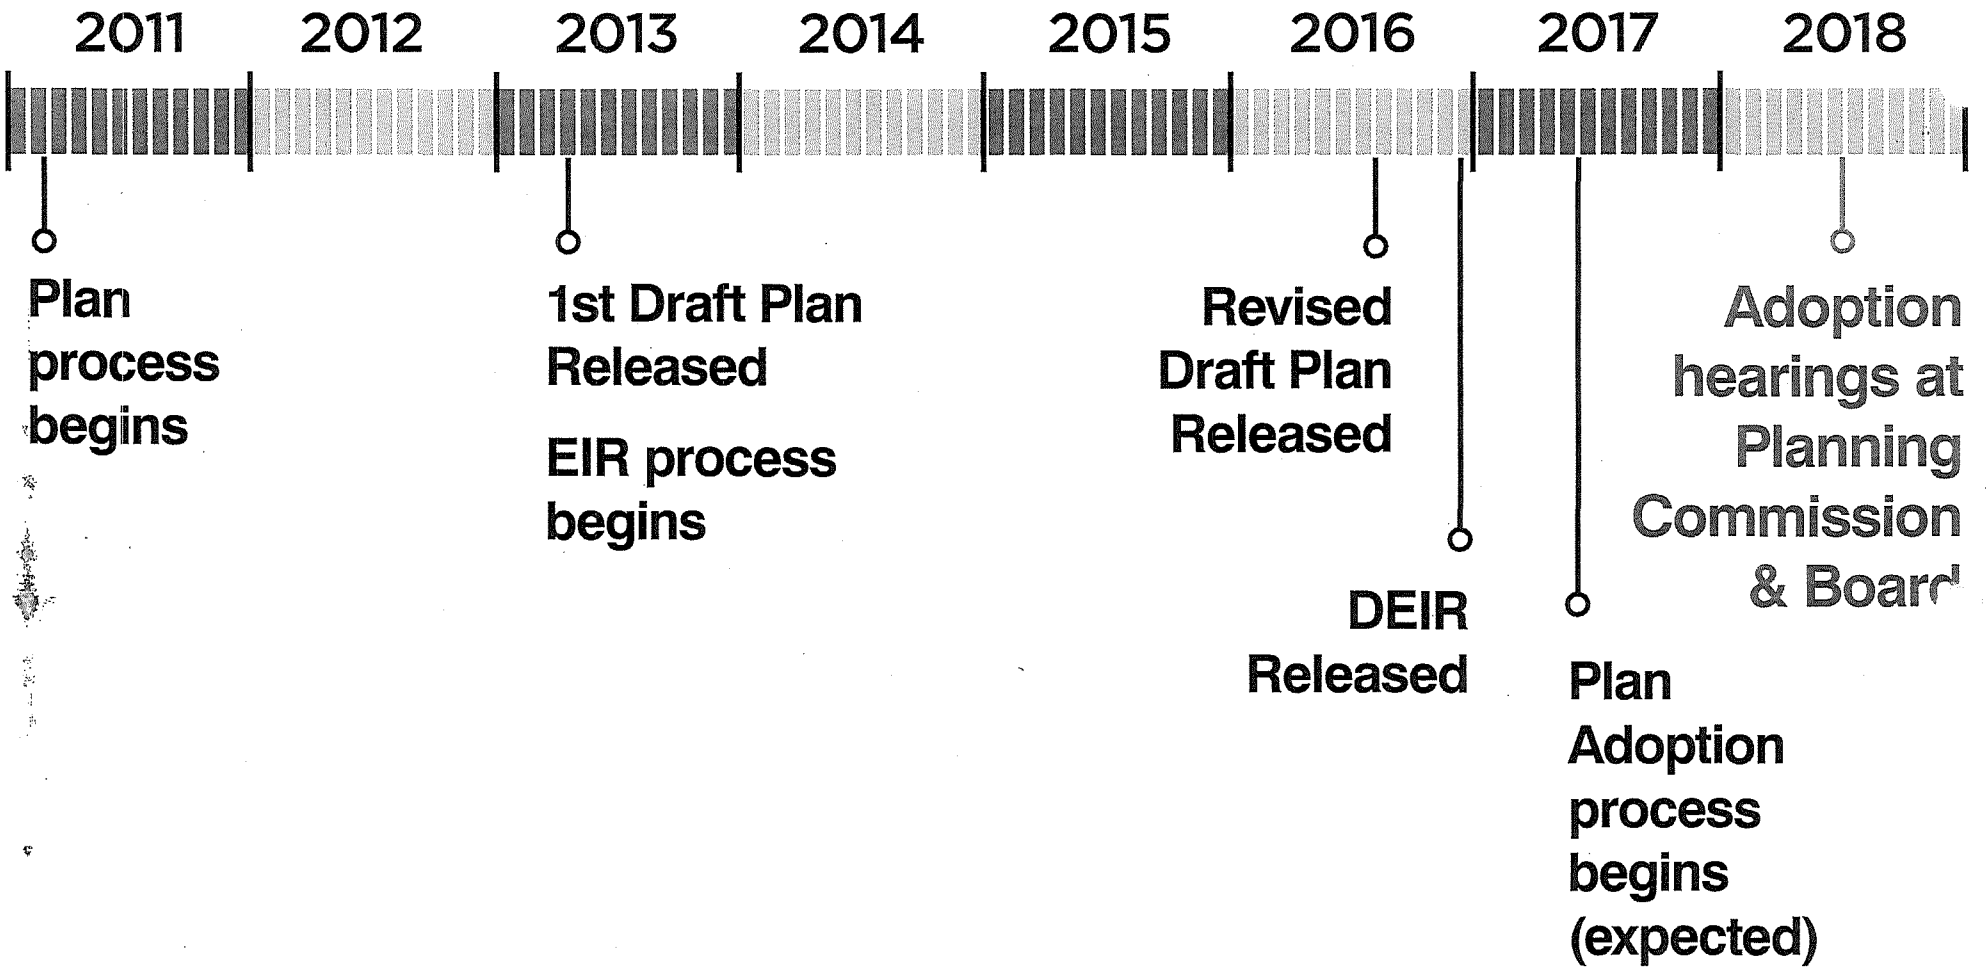 2011 2012 2013 2014 2015 2016 2017 2018
Plan
process
begins
1st Draft Plan
Released
EIR process
begins
Revised
Draft Plan
Released
DEIR
Released
Plan
Adoption
process
begins
(expected)
Adoption
hearings at
Planning
Commission
& Board